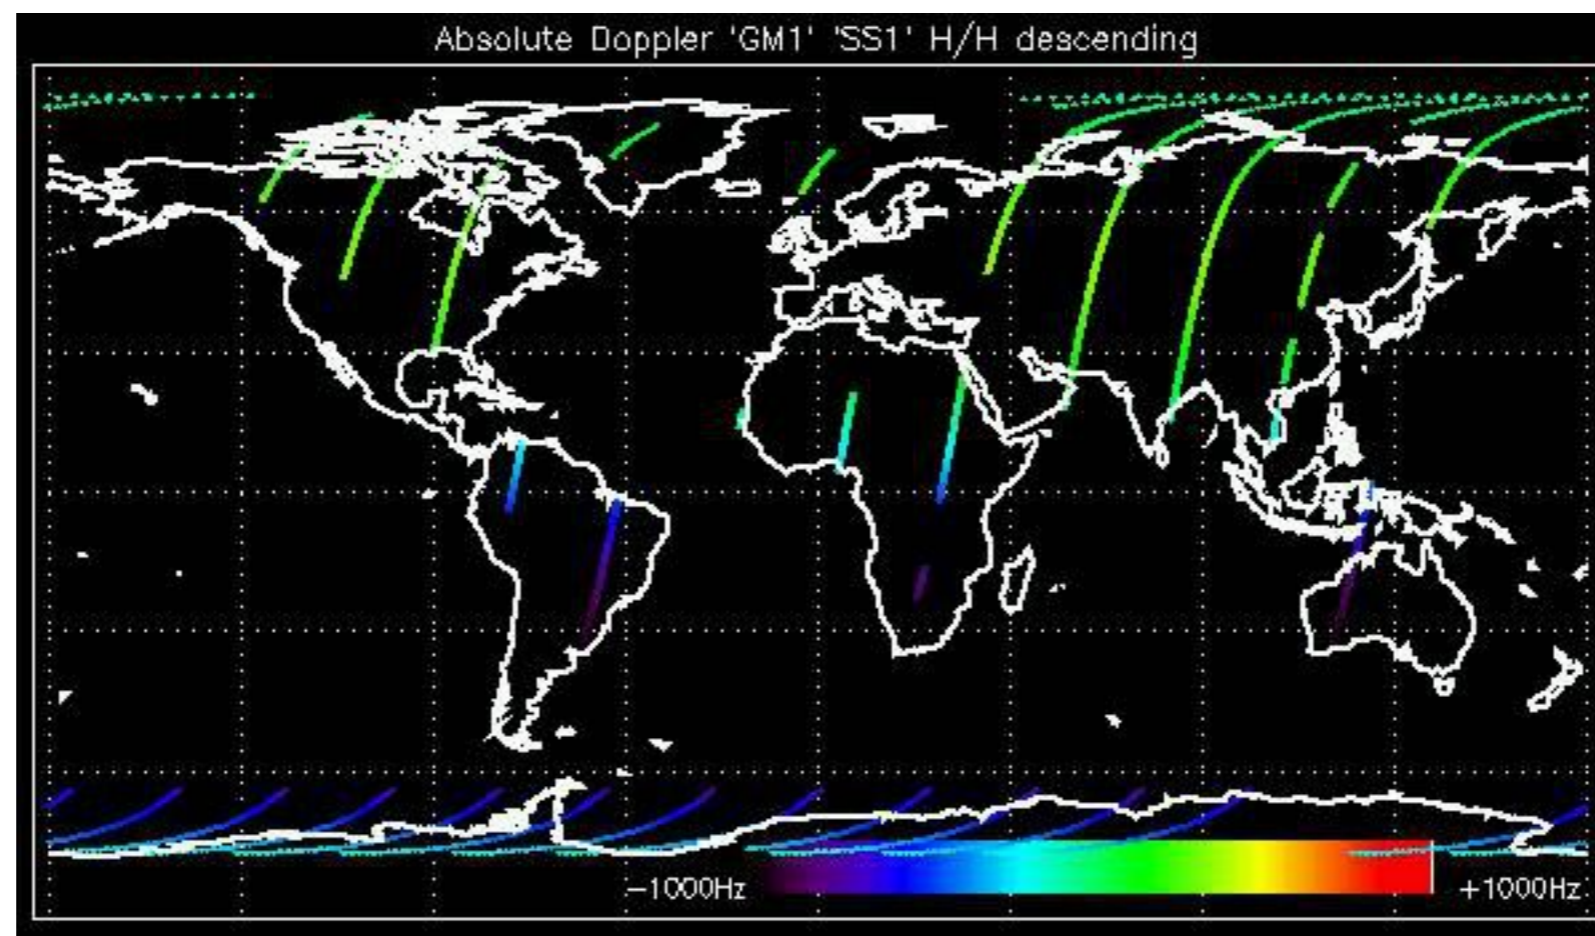 Absolute Doppler 'GM1' 'SS1' H/H descending
−1000Hz +1000Hz